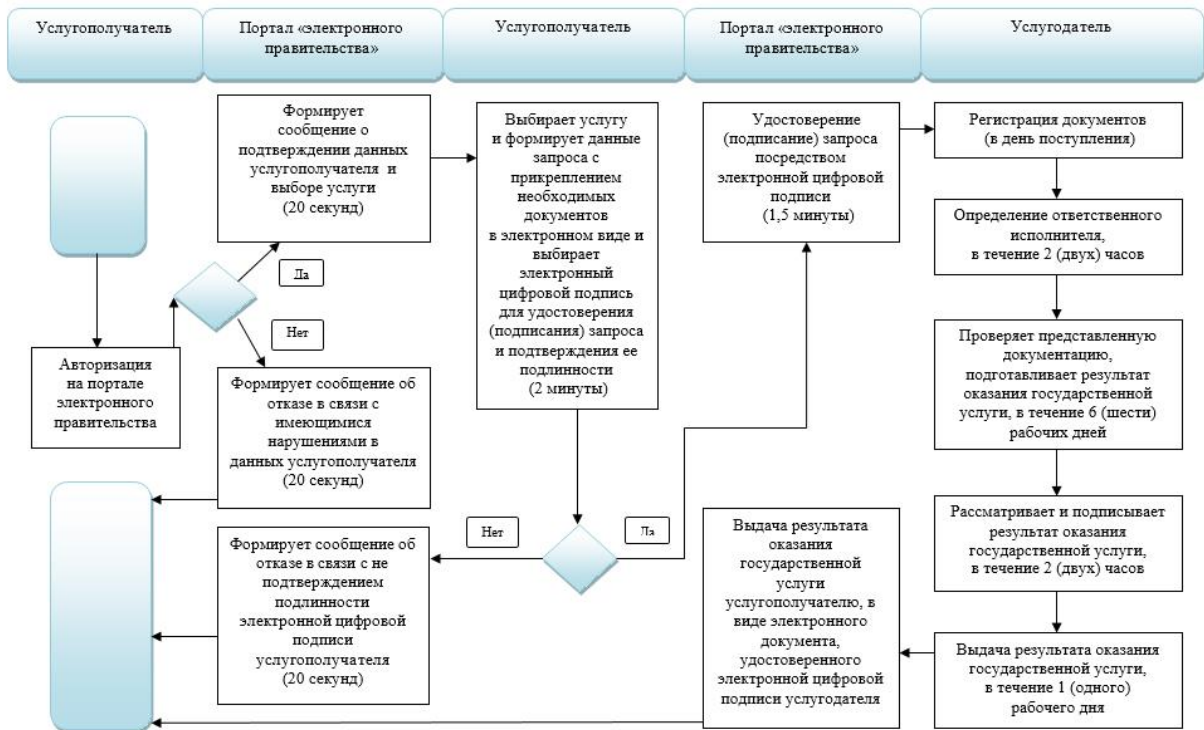 Услугополучатель
Портал «электронного
правительства»
Услугополучатель
Портал «электронного
правительства»
Услугодатель
Формирует
сообщение о
подтверждении данных
услугополучателя и
выборе услуги
(20 секунд)
Выбирает услугу
и формирует данные
запроса с
прикреплением
необходимых
документов
в электронном виде и
выбирает
электронный
цифровой подпись
для удостоверения
(подписания) запроса
и подтверждения ее
подлинности
(2 минуты)
Удостоверение
(подписание) запроса
посредством
электронной цифровой
подписи
(1,5 минуты)
Регистрация документов
(в день поступления)
Определение ответственного
исполнителя,
в течение 2 (двух) часов
Да
Нет
Авторизация
на портале
электронного
правительства
Формирует сообщение об
отказе в связи с
имеющимися
нарушениями в
данных услугополучателя
(20 секунд)
Проверяет представленную
документацию,
подготавливает результат
оказания государственной
услуги, в течение 6 (шести)
рабочих дней
Нет
Да
Формирует сообщение об
отказе в связи с не
подтверждением
подлинности
электронной цифровой
подписи
услугополучателя
(20 секунд)
Выдача результата
оказания
государственной
услуги
услугополучателю, в
виде электронного
документа,
удостоверенного
электронной цифровой
подписи услугодателя
Рассматривает и подписывает
результат оказания
государственной услуги,
в течение 2 (двух) часов
Выдача результата оказания
государственной услуги,
в течение 1 (одного)
рабочего дня